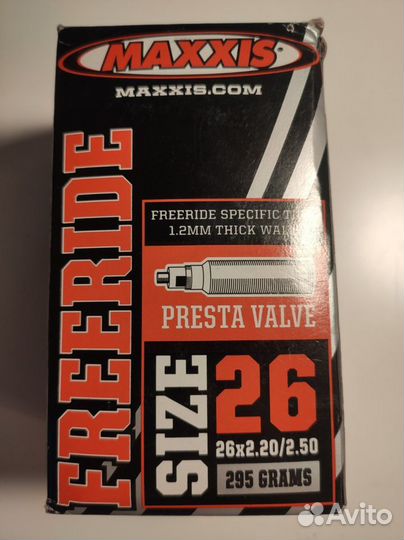 MAXXIS
MAXXIS.COM
FREERIDE
FREERIDE SPECIFIC
1.2MM THICK
PRESTA VALVE
SIZE
26
26x2.20/2.50
295 GRAMS
Avito